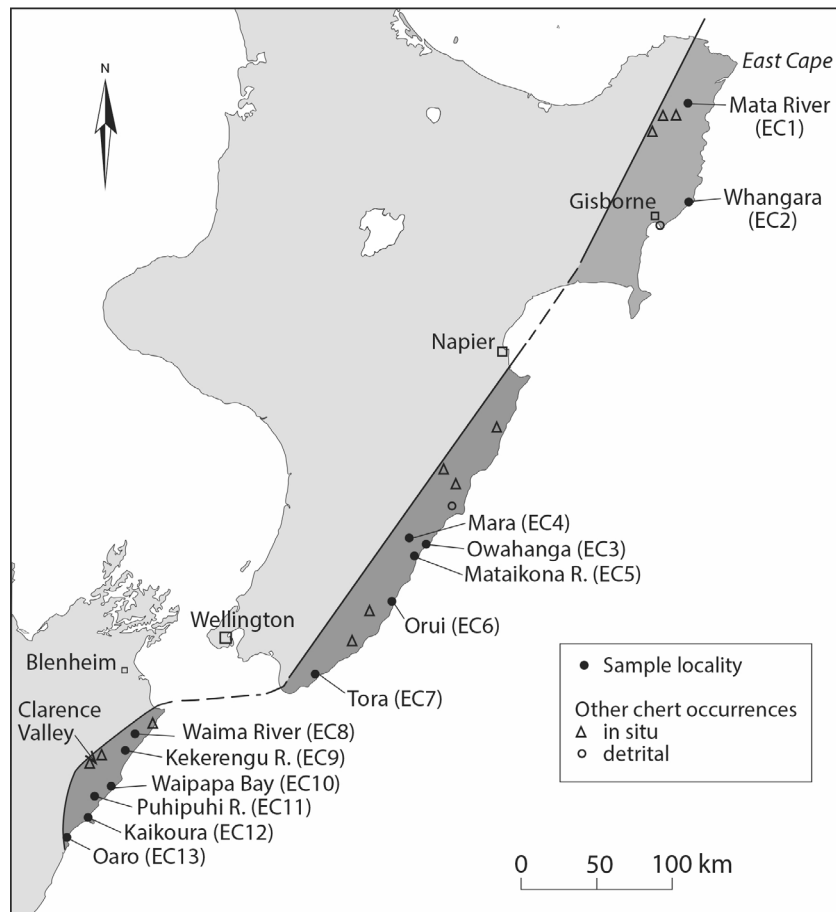 N
East Cape
Mata River
(EC1)
Gisborne
Whangara
(EC2)
Napier
Mara (EC4)
Owahanga (EC3)
Mataikona R. (EC5)
Orui (EC6)
Wellington
Blenheim
Tora (EC7)
Clarence
Valley
Waima River (EC8)
Kekerengu R. (EC9)
Waipapa Bay (EC10)
Puhipuhi R. (EC11)
Kaikoura (EC12)
Oaro (EC13)
Sample locality
Other chert occurrences
in situ
detrital
0 50 100 km